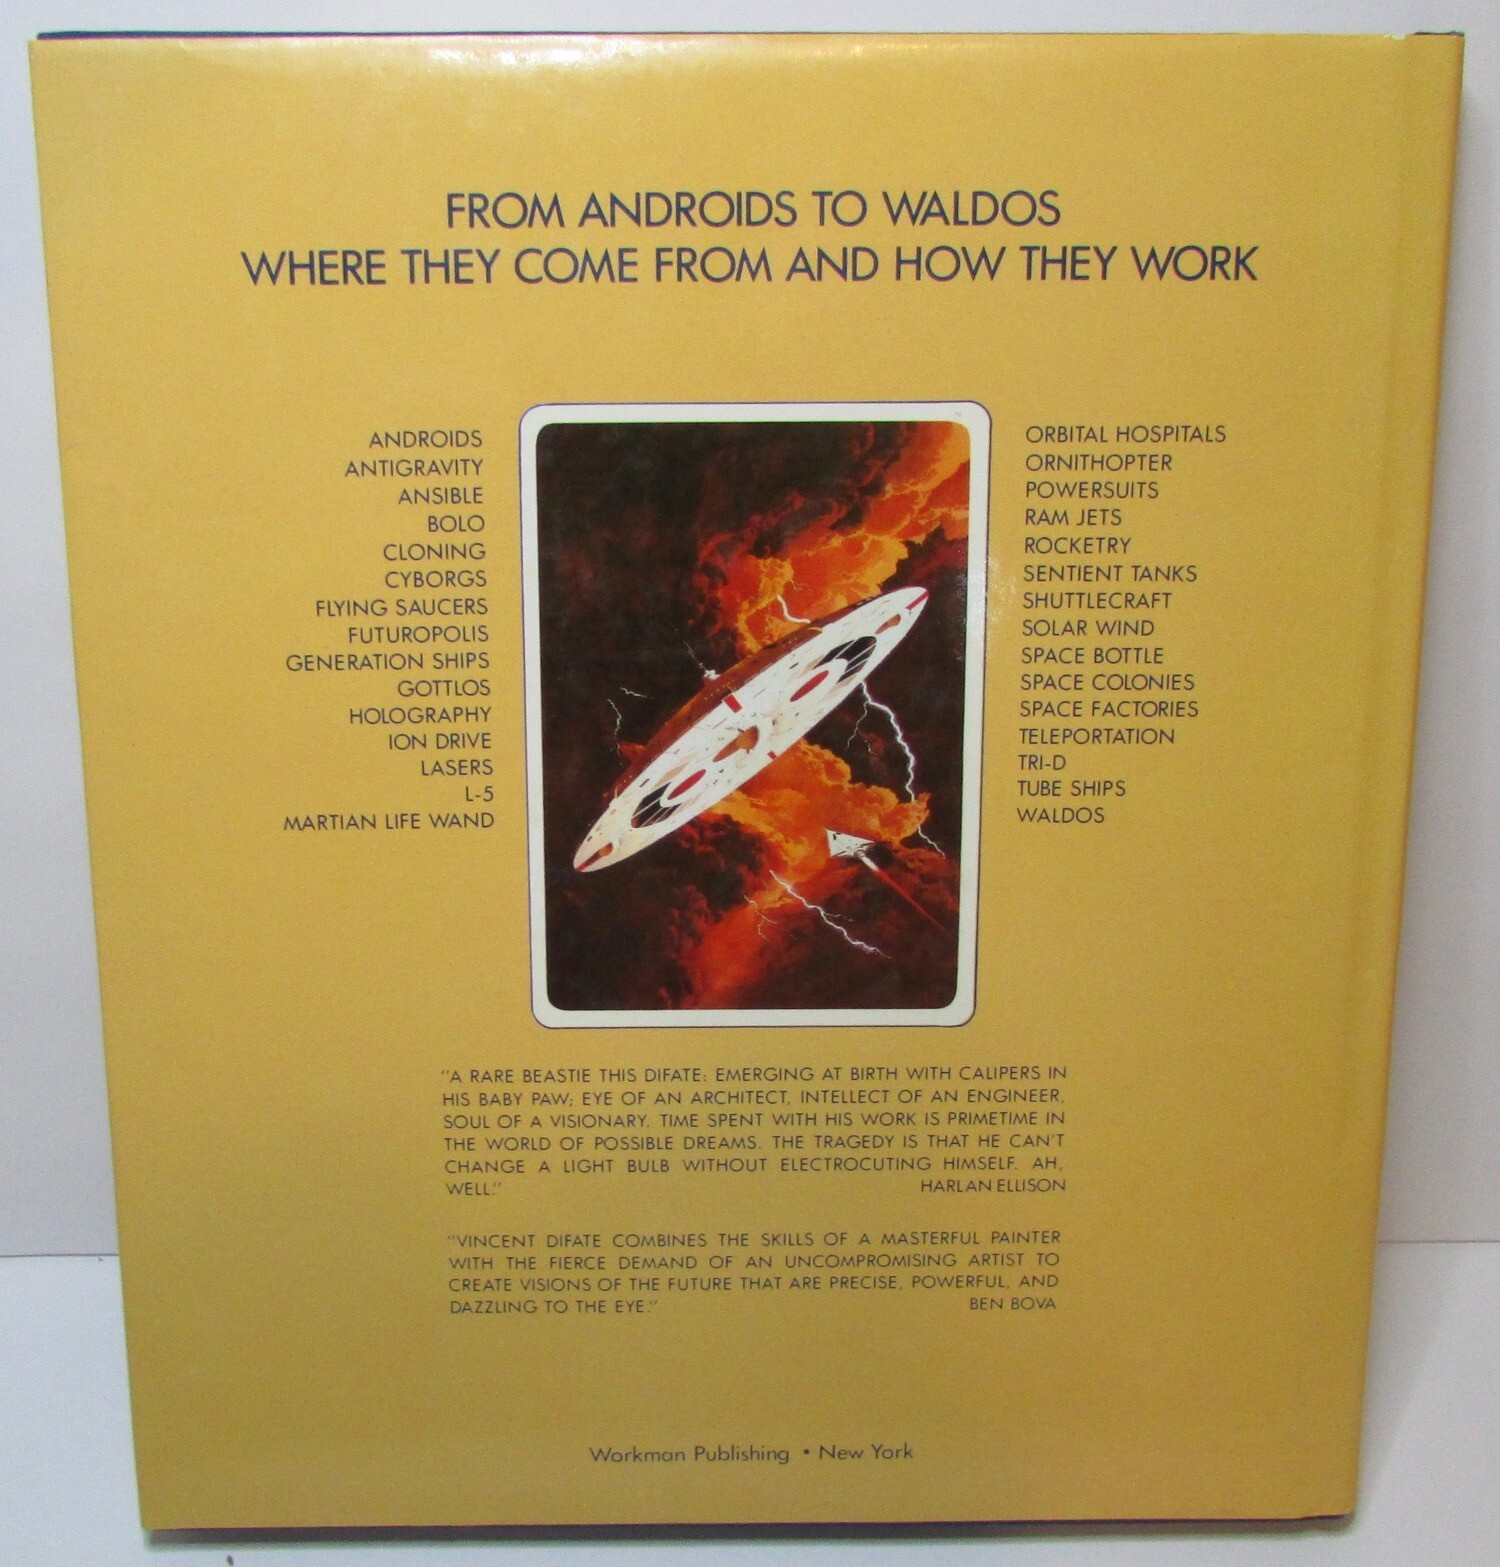 FROM ANDROIDS TO WALDOS
WHERE THEY COME FROM AND HOW THEY WORK
ANDROIDS
ANTIGRAVITY
ANSIBLE
BOLO
CLONING
CYBORGS
FLYING SAUCERS
FUTUROPOLIS
GENERATION SHIPS
GOTTLOS
HOLOGRAPHY
ION DRIVE
LASERS
L-5
MARTIAN LIFE WAND
ORBITAL HOSPITALS
ORNITHOPTER
POWERSUITS
RAM JETS
ROCKETRY
SENTIENT TANKS
SHUTTLECRAFT
SOLAR WIND
SPACE BOTTLE
SPACE COLONIES
SPACE FACTORIES
TELEPORTATION
TRI-D
TUBE SHIPS
WALDOS
"A RARE BEASTIE THIS DIFATE: EMERGING AT BIRTH WITH CALIPERS IN
HIS BABY PAW; EYE OF AN ARCHITECT, INTELLECT OF AN ENGINEER,
SOUL OF A VISIONARY. TIME SPENT WITH HIS WORK IS PRIMETIME IN
THE WORLD OF POSSIBLE DREAMS. THE TRAGEDY IS THAT HE CAN'T
CHANGE A LIGHT BULB WITHOUT ELECTROCUTING HIMSELF. AH,
WELL." HARLAN ELLISON
"VINCENT DIFATE COMBINES THE SKILLS OF A MASTERFUL PAINTER
WITH THE FIERCE DEMAND OF AN UNCOMPROMISING ARTIST TO
CREATE VISIONS OF THE FUTURE THAT ARE PRECISE, POWERFUL, AND
DAZZLING TO THE EYE." BEN BOVA
Workman Publishing • New York